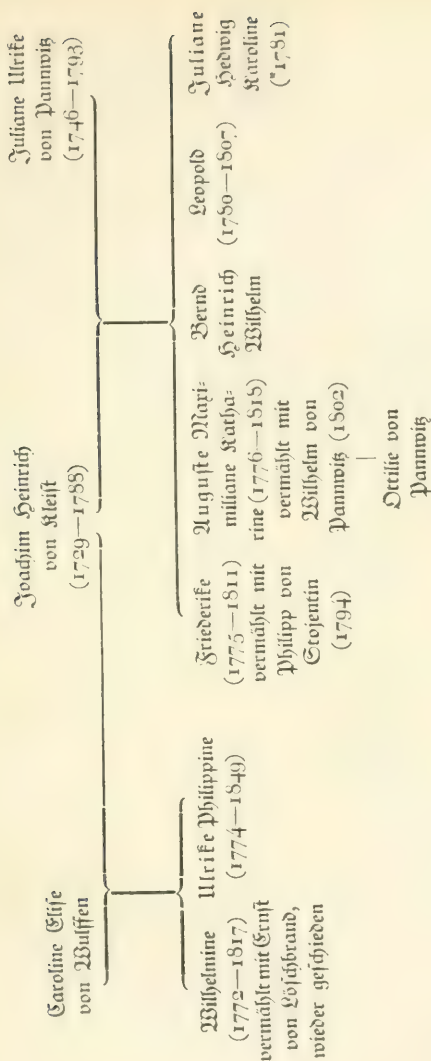 Caroline Elise
von Wulffen
Joachim Heinrich
von Kleist
(1729—1788)
Juliane Ulrike
von Pannwitz
(1746—1793)
Wilhelmine
(1772—1817)
vermählt mit Ernst
von Löschbrand,
wieder geschieden
Ulrike Philippine
(1774—1849)
Friederike
(1775—1811)
vermählt mit
Philipp von
Stojentin
(1794)
Auguste Maxi-
miliane Katha-
rine (1776—1818)
vermählt mit
Wilhelm von
Pannwitz (1802)
Ottilie von
Pannwitz
Bernd
Heinrich
Wilhelm
Leopold
(1780—1807)
Juliane
Hedwig
Karoline
(*1781)